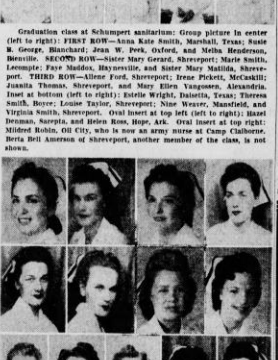 Graduation class at Schumpert sanitarium: Group picture in center
(left to right): FIRST ROW—Anna Kate Smith, Marshall, Texas; Susie
B. George, Blanchard; Jean W. Peek, Oxford, and Melba Henderson,
Bienville. SECOND ROW—Sister Mary Gerard, Shreveport; Marie Smith,
Lecompte; Faye Maddox, Haynesville, and Sister Mary Matilda, Shreve-
port. THIRD ROW—Allene Ford, Shreveport; Irene Pickett, McCaskill;
Juanita Thomas, Shreveport, and Mary Ellen Vangossen, Alexandria.
Inset at bottom (left to right): Estelle Wright, Daisetta, Texas; Theresa
Smith, Boyce; Louise Taylor, Shreveport; Nine Weaver, Mansfield, and
Virginia Smith, Shreveport. Oval insert at top left (left to right): Hazel
Denman, Sarepta, and Helen Ross, Hope, Ark. Oval insert at top right:
Mildred Robin, Oil City, who is now an army nurse at Camp Claiborne.
Berta Bell Amerson of Shreveport, another member of the class, is not
shown.